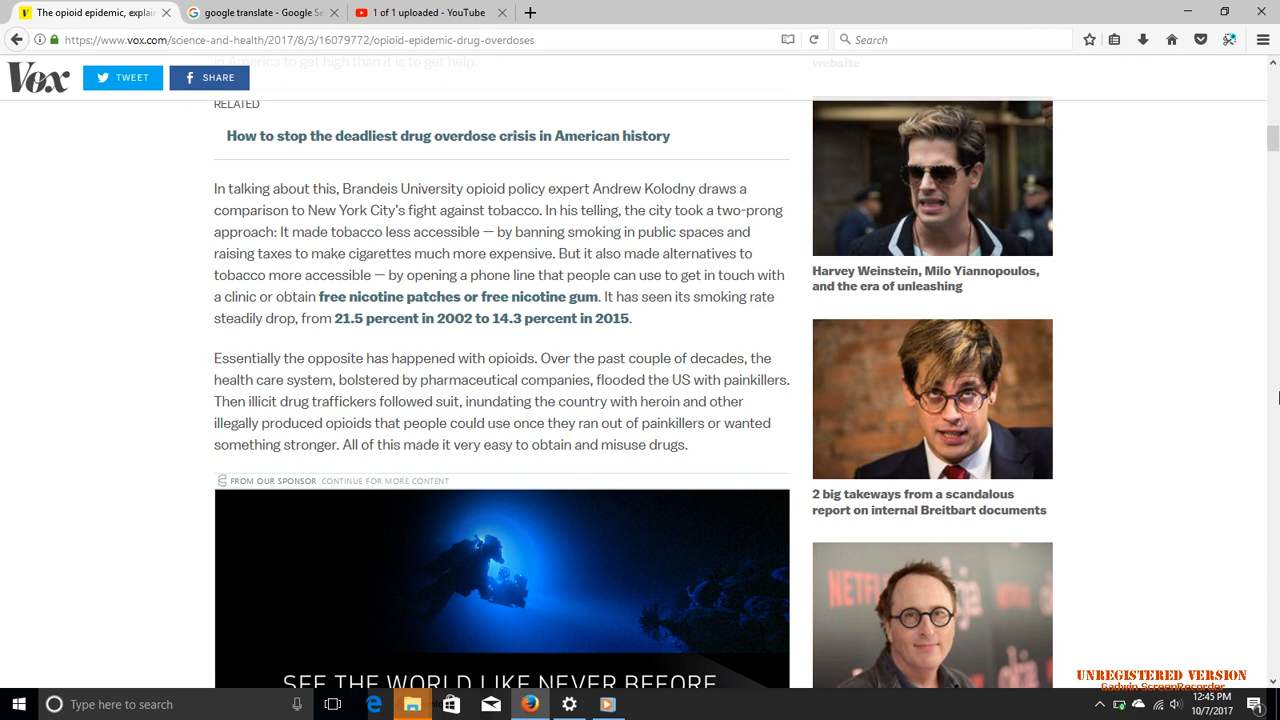 The opioid epidemic, explai
google translate - Google Se
1 of 1 uploaded - YouTube
https://www.vox.com/science-and-health/2017/8/3/16079772/opioid-epidemic-drug-overdoses
Search
in America to get high than it is to get help.
website
Vox
TWEET
SHARE
RELATED
How to stop the deadliest drug overdose crisis in American history
In talking about this, Brandeis University opioid policy expert Andrew Kolodny draws a
comparison to New York City's fight against tobacco. In his telling, the city took a two-prong
approach: It made tobacco less accessible — by banning smoking in public spaces and
raising taxes to make cigarettes much more expensive. But it also made alternatives to
tobacco more accessible — by opening a phone line that people can use to get in touch with
a clinic or obtain free nicotine patches or free nicotine gum. It has seen its smoking rate
steadily drop, from 21.5 percent in 2002 to 14.3 percent in 2015.
Essentially the opposite has happened with opioids. Over the past couple of decades, the
health care system, bolstered by pharmaceutical companies, flooded the US with painkillers.
Then illicit drug traffickers followed suit, inundating the country with heroin and other
illegally produced opioids that people could use once they ran out of painkillers or wanted
something stronger. All of this made it very easy to obtain and misuse drugs.
FROM OUR SPONSOR CONTINUE FOR MORE CONTENT
SEE THE WORLD LIKE NEVER BEFORE
Harvey Weinstein, Milo Yiannopoulos,
and the era of unleashing
2 big takeways from a scandalous
report on internal Breitbart documents
NETFLIX
UNREGISTERED VERSION
Gadwin ScreenRecorder
Type here to search
12:45 PM
10/7/2017